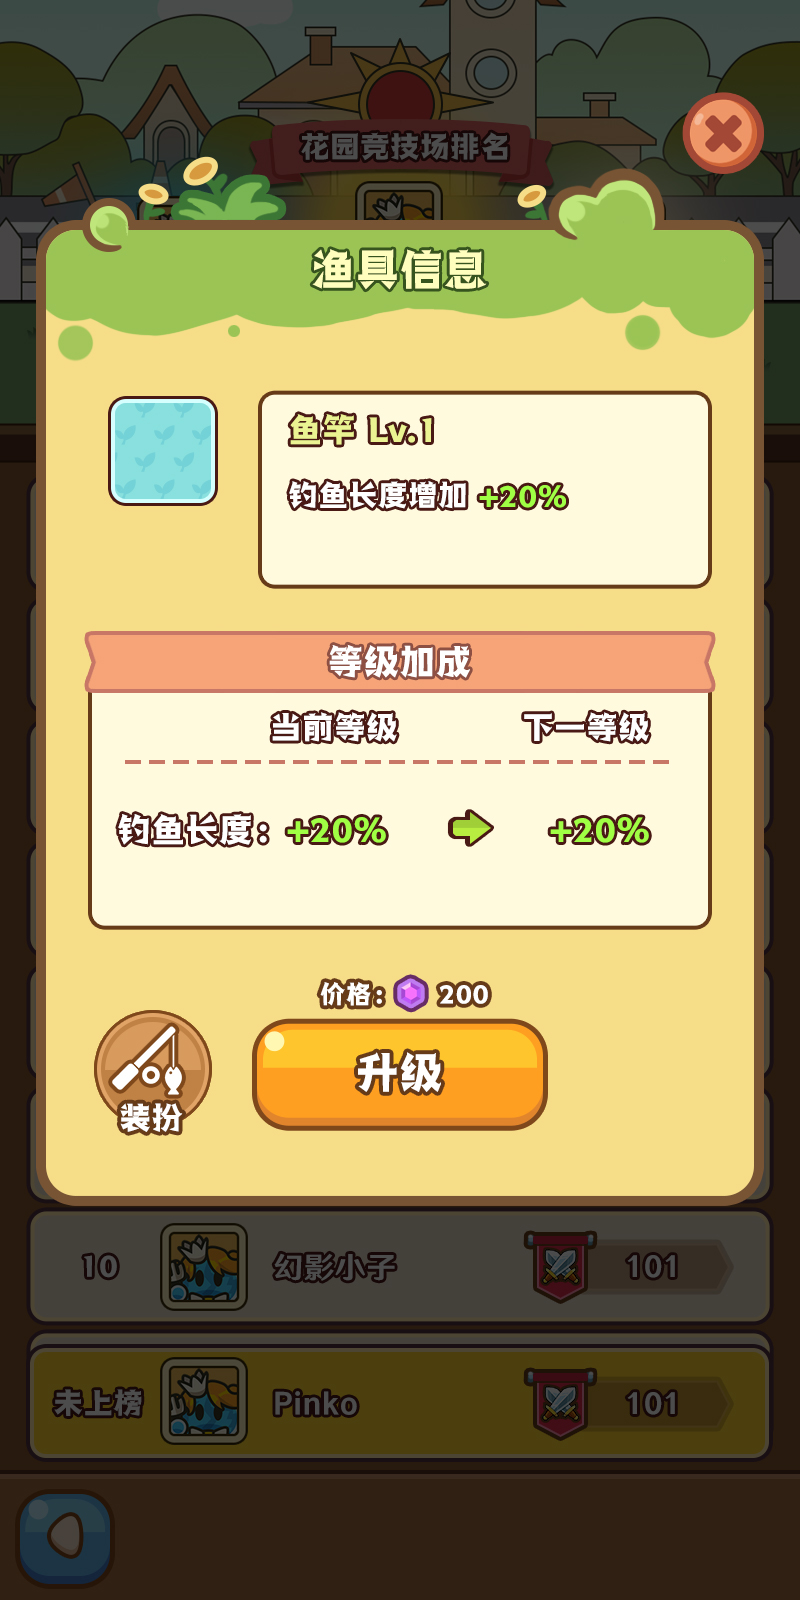 花园竞技场排名
渔具信息
鱼竿 Lv.1
钓鱼长度增加 +20%
等级加成
当前等级 下一等级
钓鱼长度: +20% +20%
价格: 200
升级
装扮
10 幻影小子 101
未上榜 Pinko 101